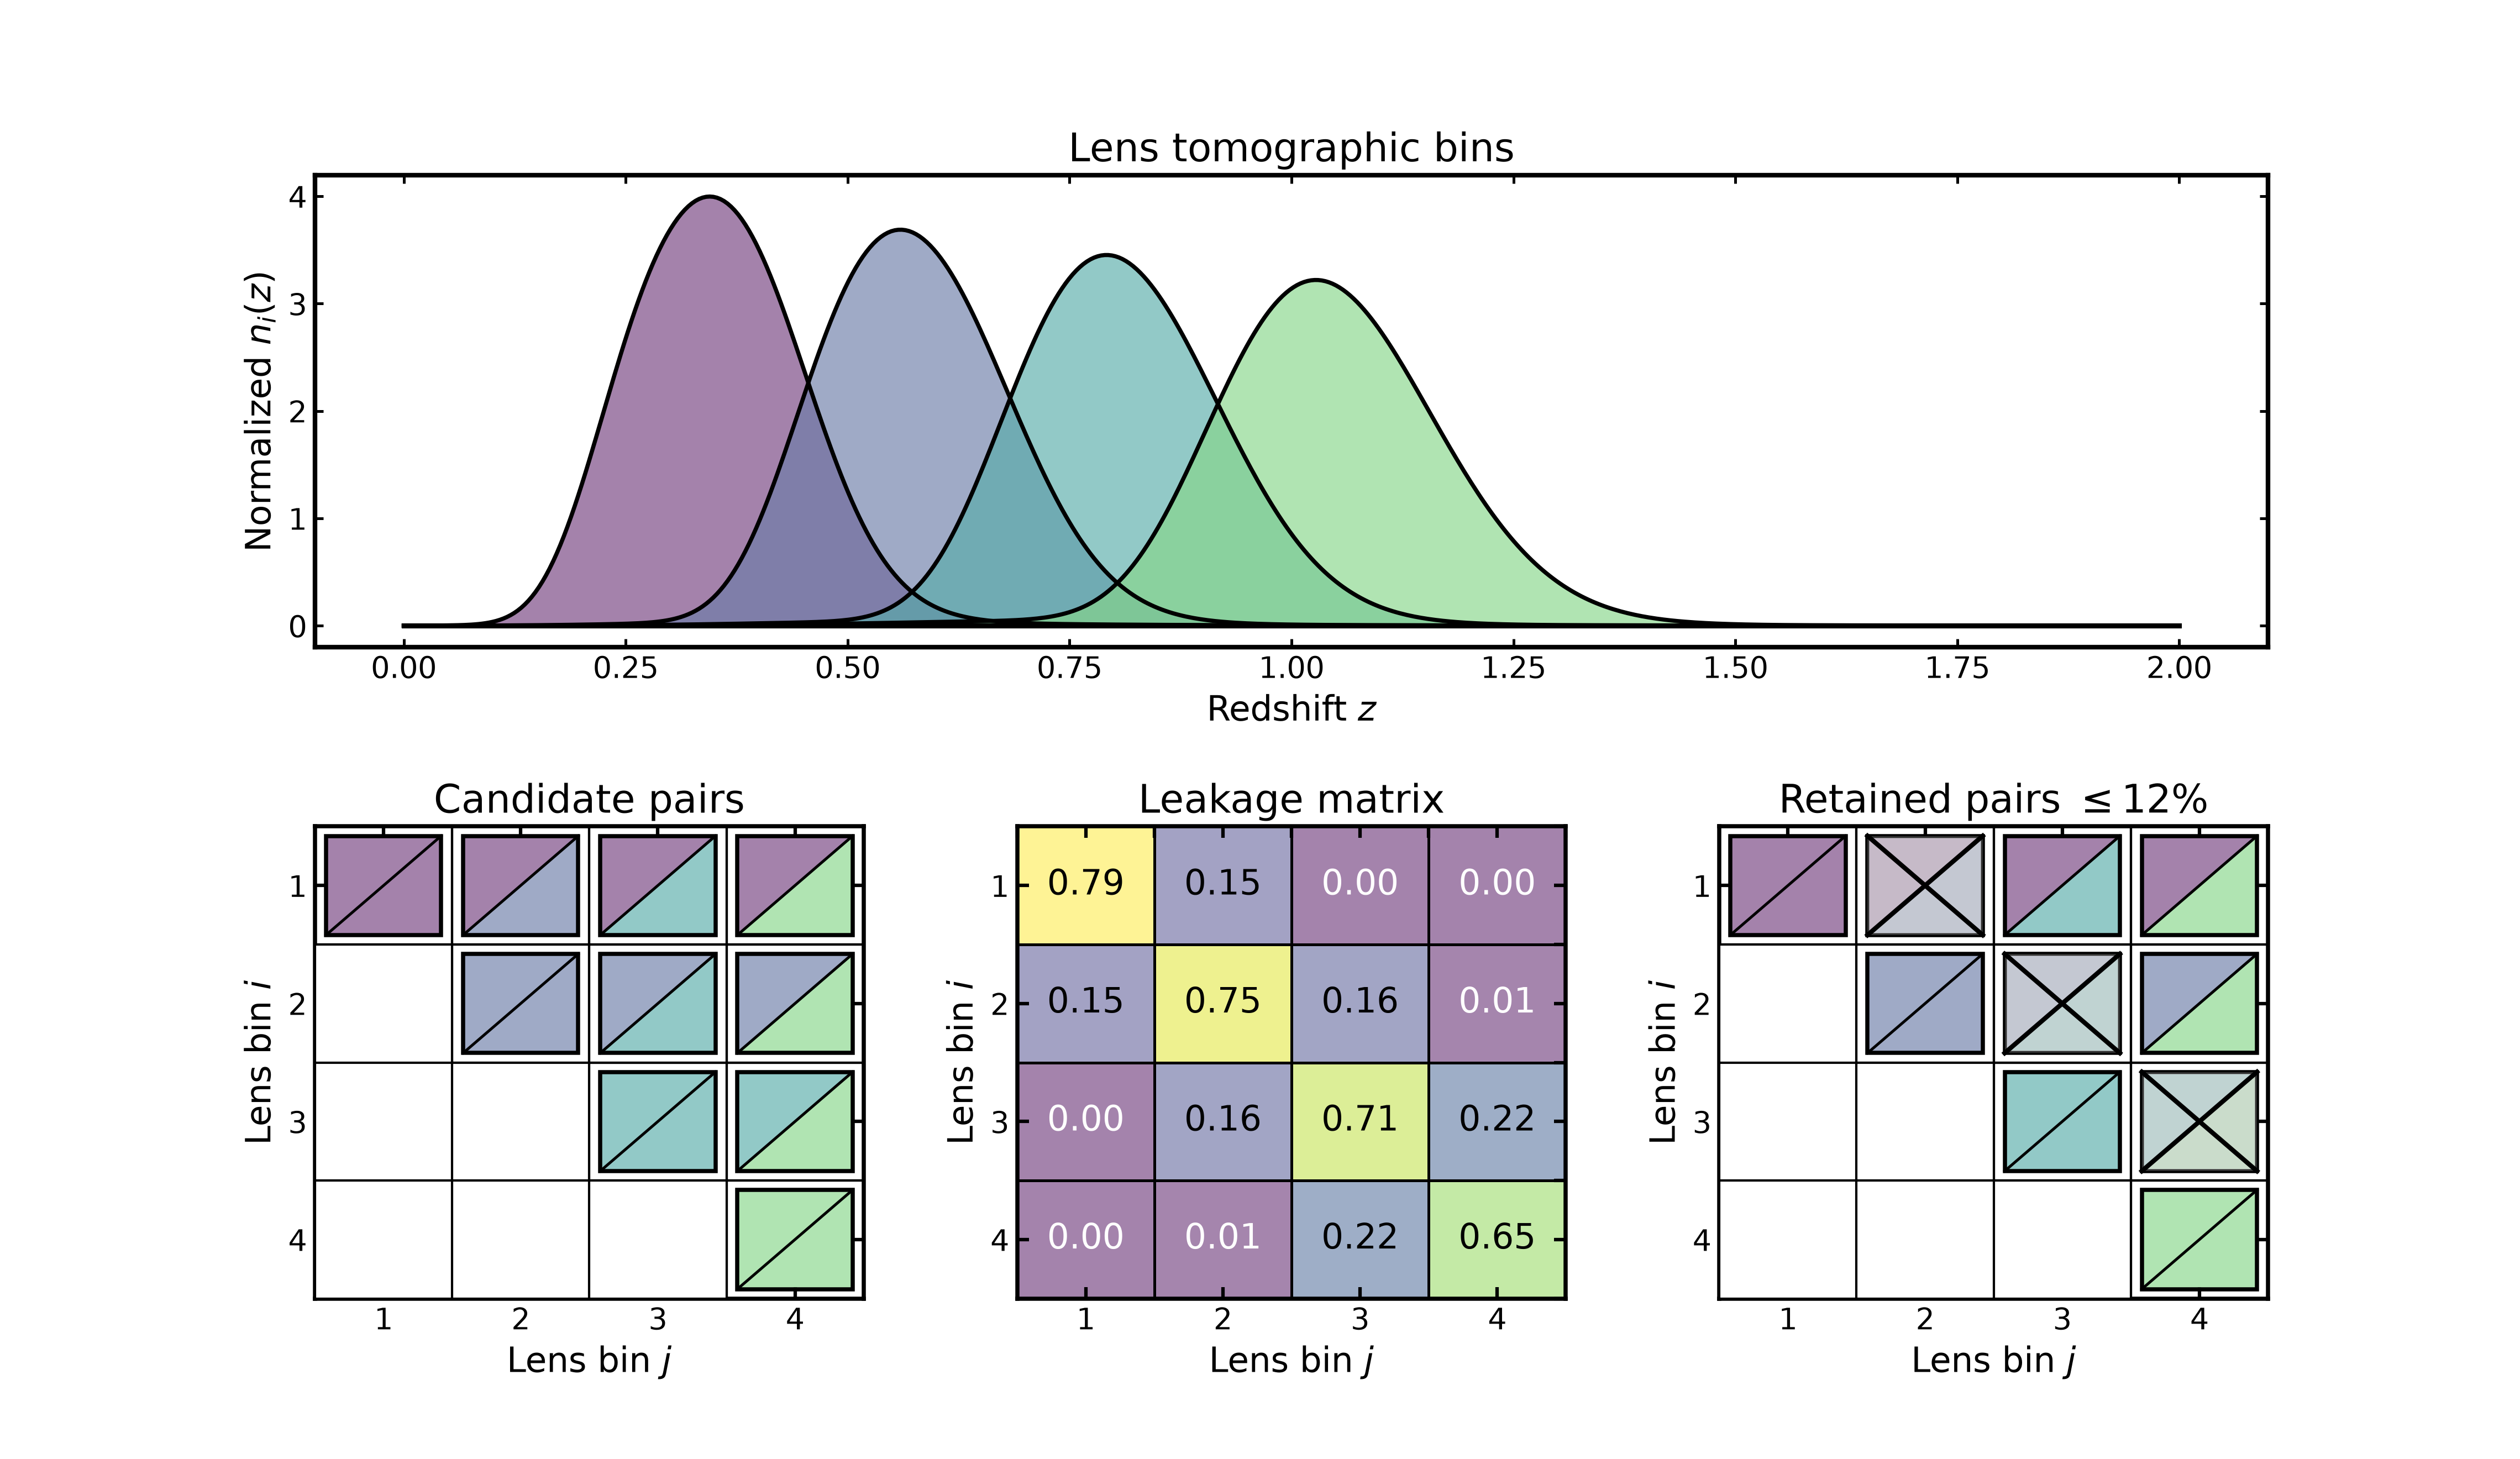 Lens tomographic bins
Normalized n_i(z)
4
3
2
1
0
0.00 0.25 0.50 0.75 1.00 1.25 1.50 1.75 2.00
Redshift z
Candidate pairs
Lens bin i
1
2
3
4
1 2 3 4
Lens bin j
Leakage matrix
Lens bin i
1 0.79 0.15 0.00 0.00
2 0.15 0.75 0.16 0.01
3 0.00 0.16 0.71 0.22
4 0.00 0.01 0.22 0.65
1 2 3 4
Lens bin j
Retained pairs ≤ 12%
Lens bin i
1
2
3
4
1 2 3 4
Lens bin j